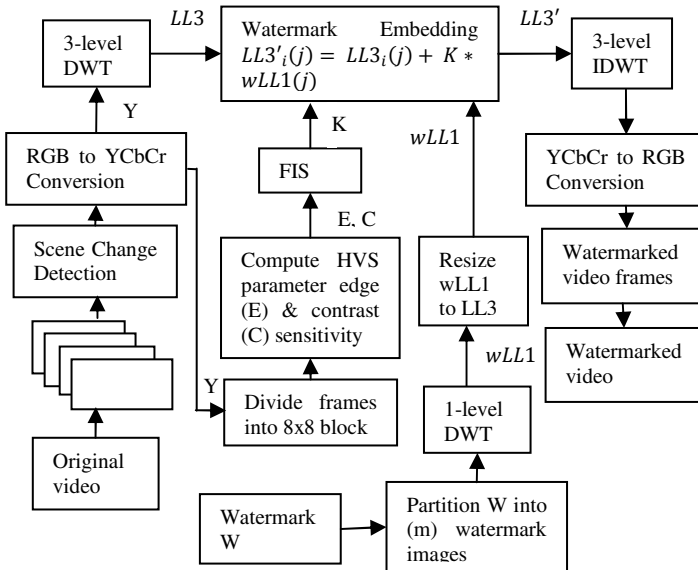 3-level
DWT
LL3
Watermark Embedding
LL3′ᵢ(j) = LL3ᵢ(j) + K ∗
wLL1(j)
LL3′
3-level
IDWT
Y
K
wLL1
RGB to YCbCr
Conversion
FIS
YCbCr to RGB
Conversion
E, C
Scene Change
Detection
Compute HVS
parameter edge
(E) & contrast
(C) sensitivity
Resize
wLL1
to LL3
Watermarked
video frames
wLL1
Watermarked
video
Y
Divide frames
into 8x8 block
1-level
DWT
Original
video
Watermark
W
Partition W into
(m) watermark
images